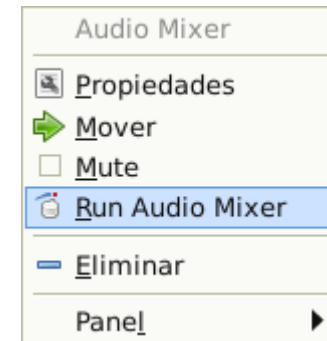 Audio Mixer
Propiedades
Mover
Mute
Run Audio Mixer
Eliminar
Panel